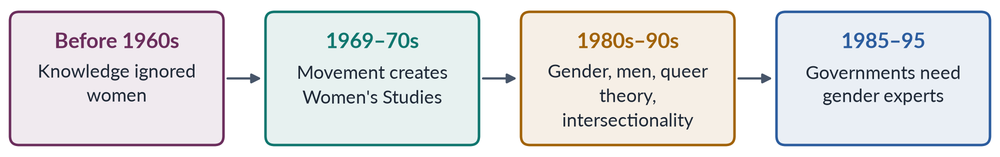 Before 1960s
Knowledge ignored
women
1969–70s
Movement creates
Women's Studies
1980s–90s
Gender, men, queer
theory,
intersectionality
1985–95
Governments need
gender experts